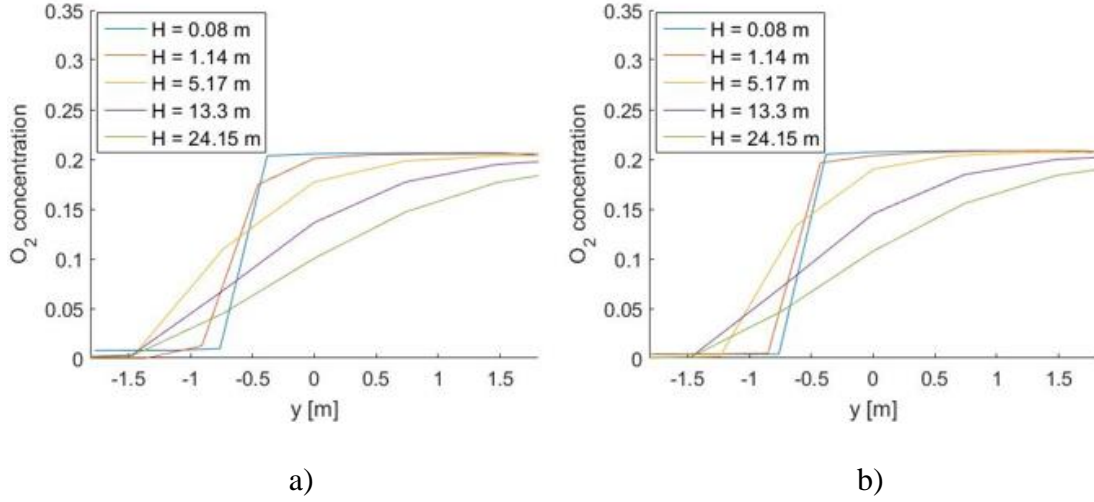 0.35
0.3
0.25
0.2
0.15
0.1
0.05
0
O2 concentration
H = 0.08 m
H = 1.14 m
H = 5.17 m
H = 13.3 m
H = 24.15 m
-1.5 -1 -0.5 0 0.5 1 1.5
y [m]
a)
0.35
0.3
0.25
0.2
0.15
0.1
0.05
0
O2 concentration
H = 0.08 m
H = 1.14 m
H = 5.17 m
H = 13.3 m
H = 24.15 m
-1.5 -1 -0.5 0 0.5 1 1.5
y [m]
b)